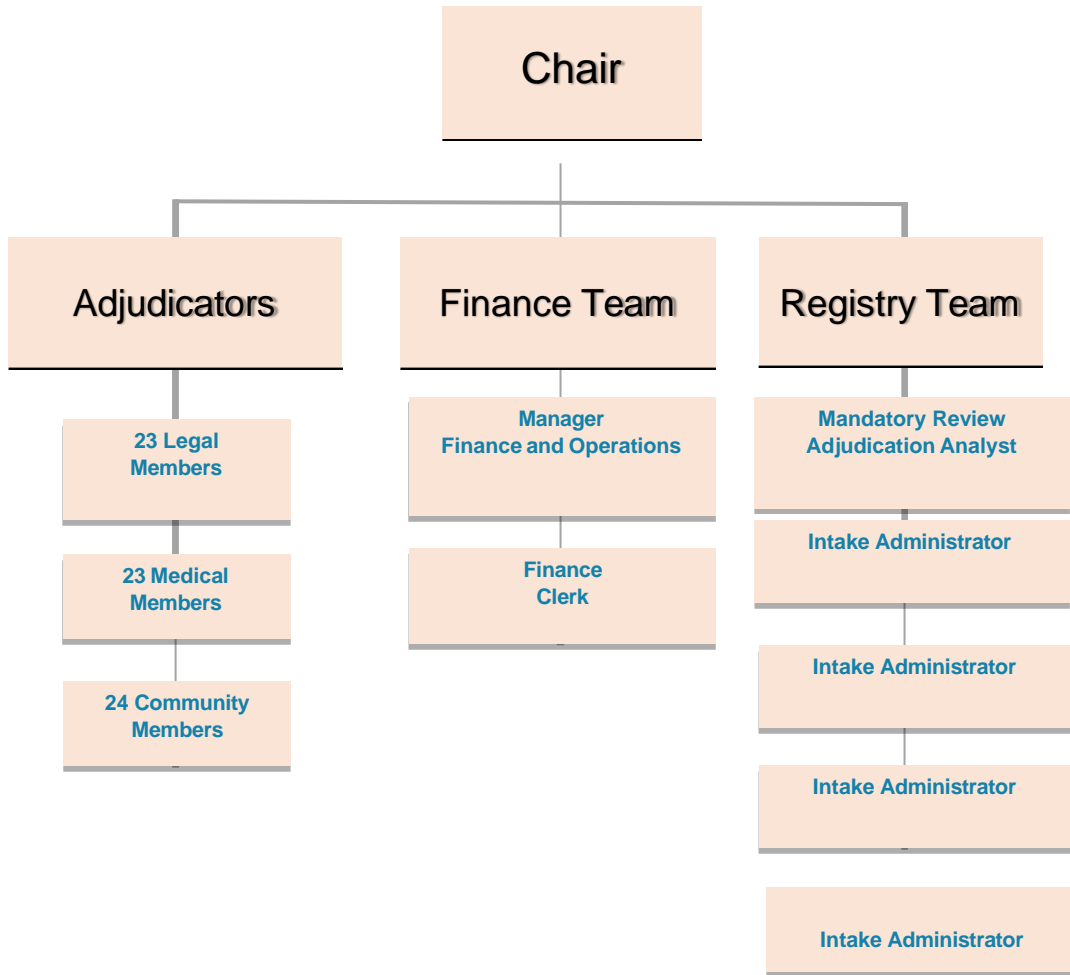 Chair
Adjudicators
Finance Team
Registry Team
23 Legal
Members
23 Medical
Members
24 Community
Members
Manager
Finance and Operations
Finance
Clerk
Mandatory Review
Adjudication Analyst
Intake Administrator
Intake Administrator
Intake Administrator
Intake Administrator